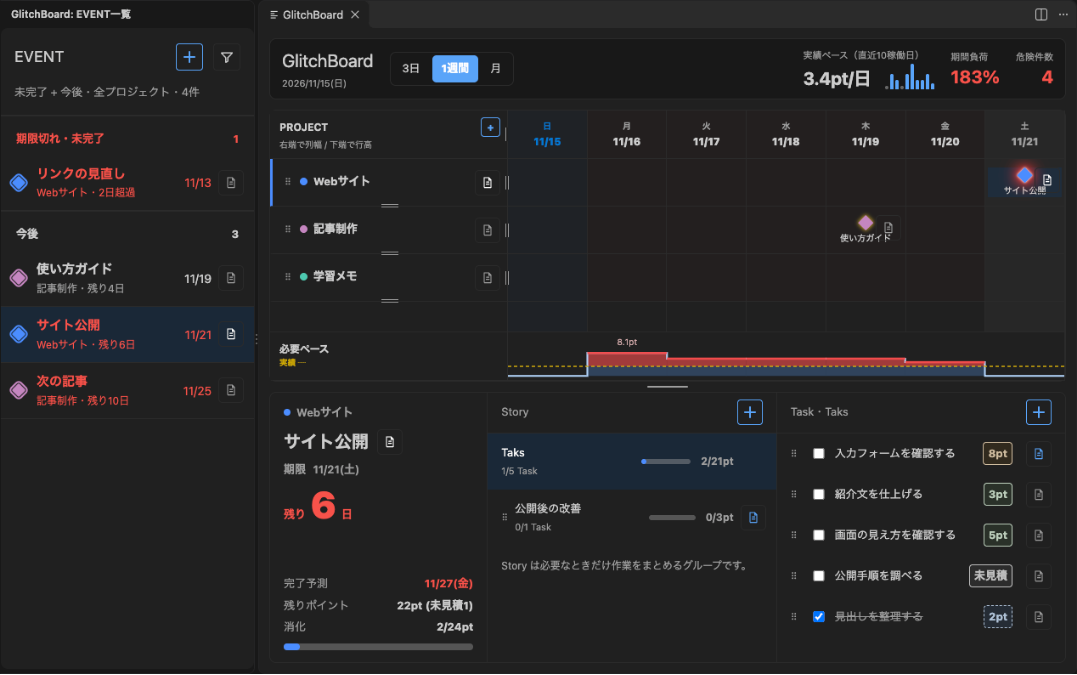 GlitchBoard: EVENT一覧
EVENT
未完了 + 今後・全プロジェクト・4件
期限切れ・未完了 1
リンクの見直し 11/13
Webサイト・2日超過
今後 3
使い方ガイド 11/19
記事制作・残り4日
サイト公開 11/21
Webサイト・残り6日
次の記事 11/25
記事制作・残り10日
GlitchBoard
GlitchBoard
2026/11/15(日)
3日 1週間 月
実績ペース（直近10稼働日） 期間負荷 危険件数
3.4pt/日 183% 4
PROJECT
右端で列幅 / 下端で行高
日 月 火 水 木 金 土
11/15 11/16 11/17 11/18 11/19 11/20 11/21
Webサイト
サイト公開
記事制作
使い方ガイド
学習メモ
必要ペース
実績
8.1pt
Webサイト
サイト公開
期限 11/21(土)
残り 6 日
完了予測 11/27(金)
残りポイント 22pt (未見積1)
消化 2/24pt
Story
Taks
1/5 Task
2/21pt
公開後の改善
0/1 Task
0/3pt
Story は必要なときだけ作業をまとめるグループです。
Task・Taks
入力フォームを確認する 8pt
紹介文を仕上げる 3pt
画面の見え方を確認する 5pt
公開手順を調べる 未見積
見出しを整理する 2pt